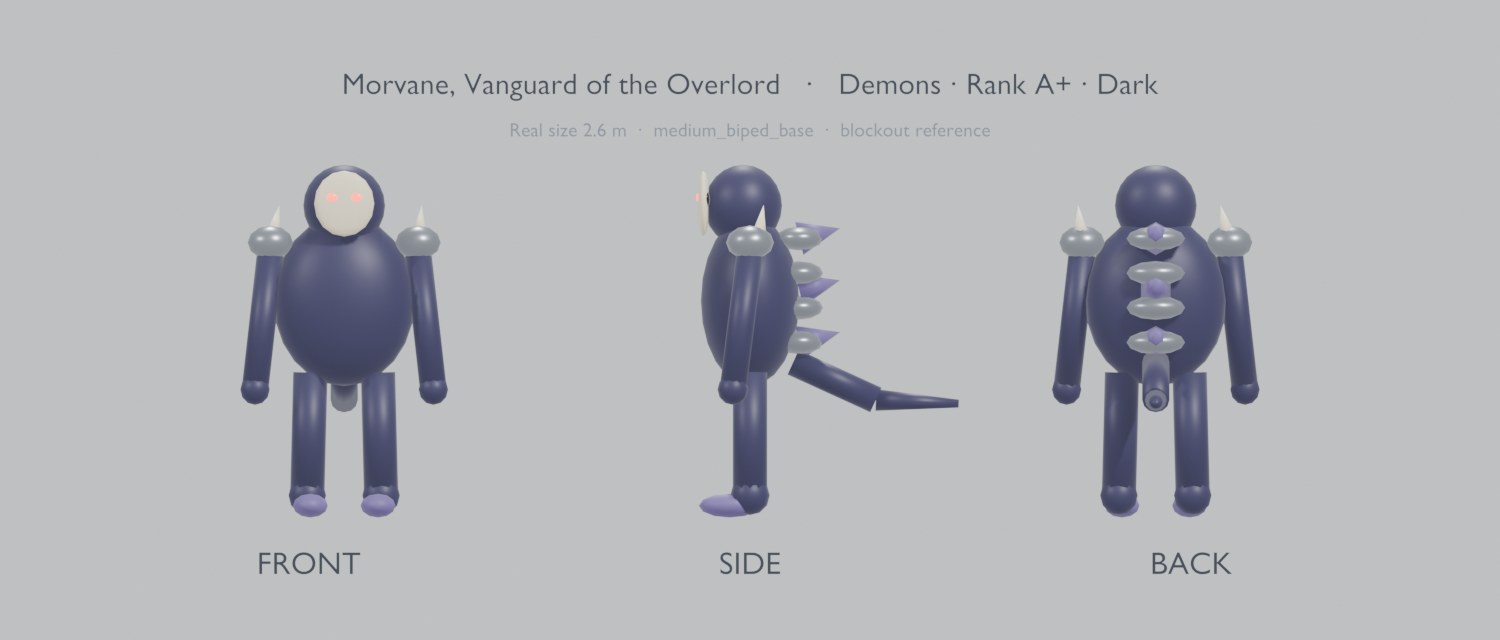 Morvane, Vanguard of the Overlord · Demons · Rank A+ · Dark
Real size 2.6 m · medium_biped_base · blockout reference
FRONT SIDE BACK